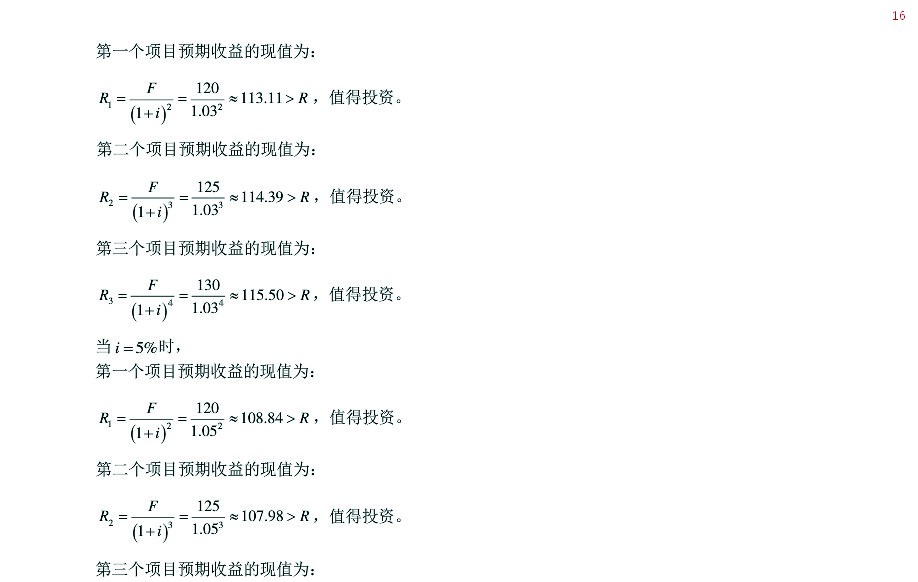 16
第一个项目预期收益的现值为：
R₁ = F/(1+i)² = 120/1.03² ≈ 113.11 > R，值得投资。
第二个项目预期收益的现值为：
R₂ = F/(1+i)³ = 125/1.03³ ≈ 114.39 > R，值得投资。
第三个项目预期收益的现值为：
R₃ = F/(1+i)⁴ = 130/1.03⁴ ≈ 115.50 > R，值得投资。
当 i = 5%时，
第一个项目预期收益的现值为：
R₁ = F/(1+i)² = 120/1.05² ≈ 108.84 > R，值得投资。
第二个项目预期收益的现值为：
R₂ = F/(1+i)³ = 125/1.05³ ≈ 107.98 > R，值得投资。
第三个项目预期收益的现值为：